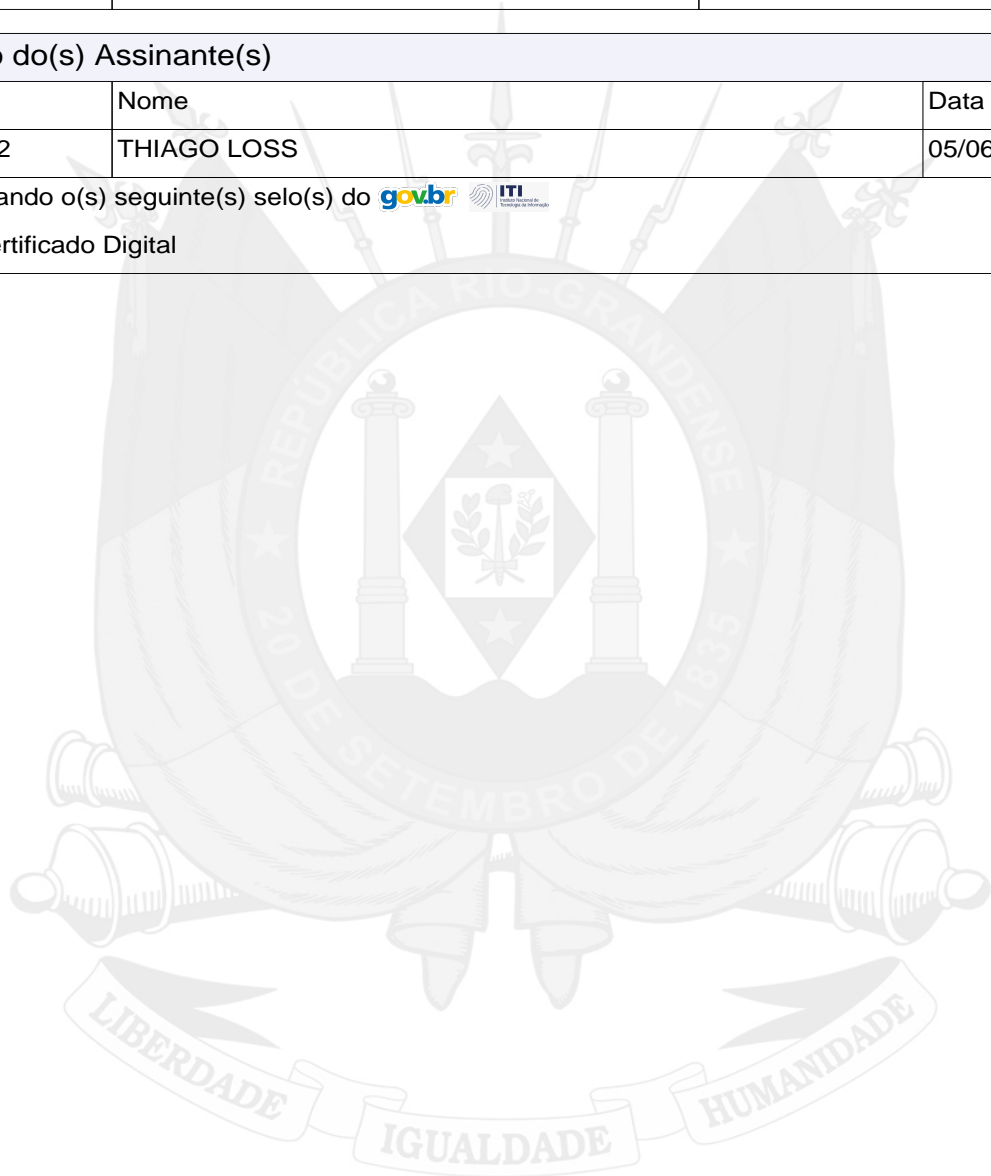 o do(s) Assinante(s)
Nome
Data
2
THIAGO LOSS
05/06
ando o(s) seguinte(s) selo(s) do gov.br ITI
ertificado Digital
REPÚBLICA RIO-GRANDENSE
20 DE SETEMBRO DE 1835
LIBERDADE
IGUALDADE
HUMANIDADE